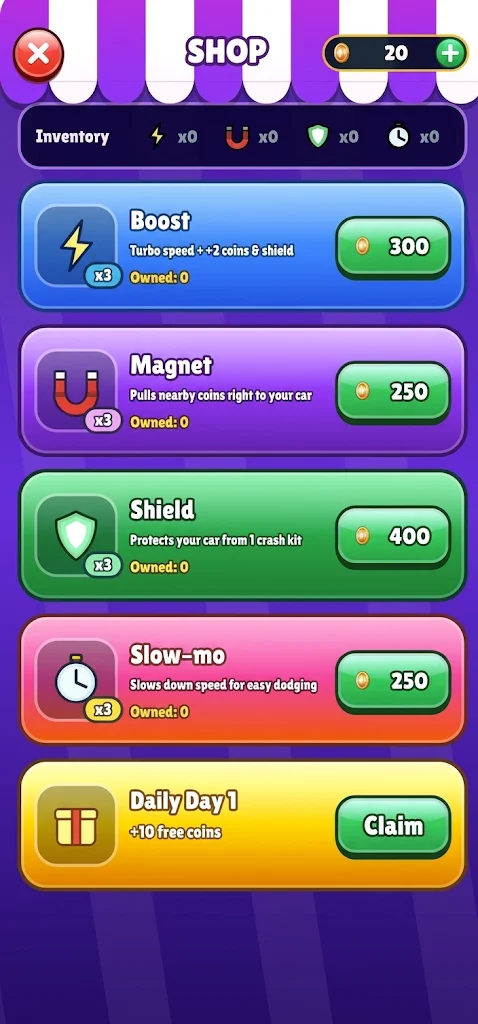 SHOP
20
Inventory x0 x0 x0 x0
Boost
Turbo speed + +2 coins & shield
x3
Owned: 0
300
Magnet
Pulls nearby coins right to your car
x3
Owned: 0
250
Shield
Protects your car from 1 crash kit
x3
Owned: 0
400
Slow-mo
Slows down speed for easy dodging
x3
Owned: 0
250
Daily Day 1
+10 free coins
Claim